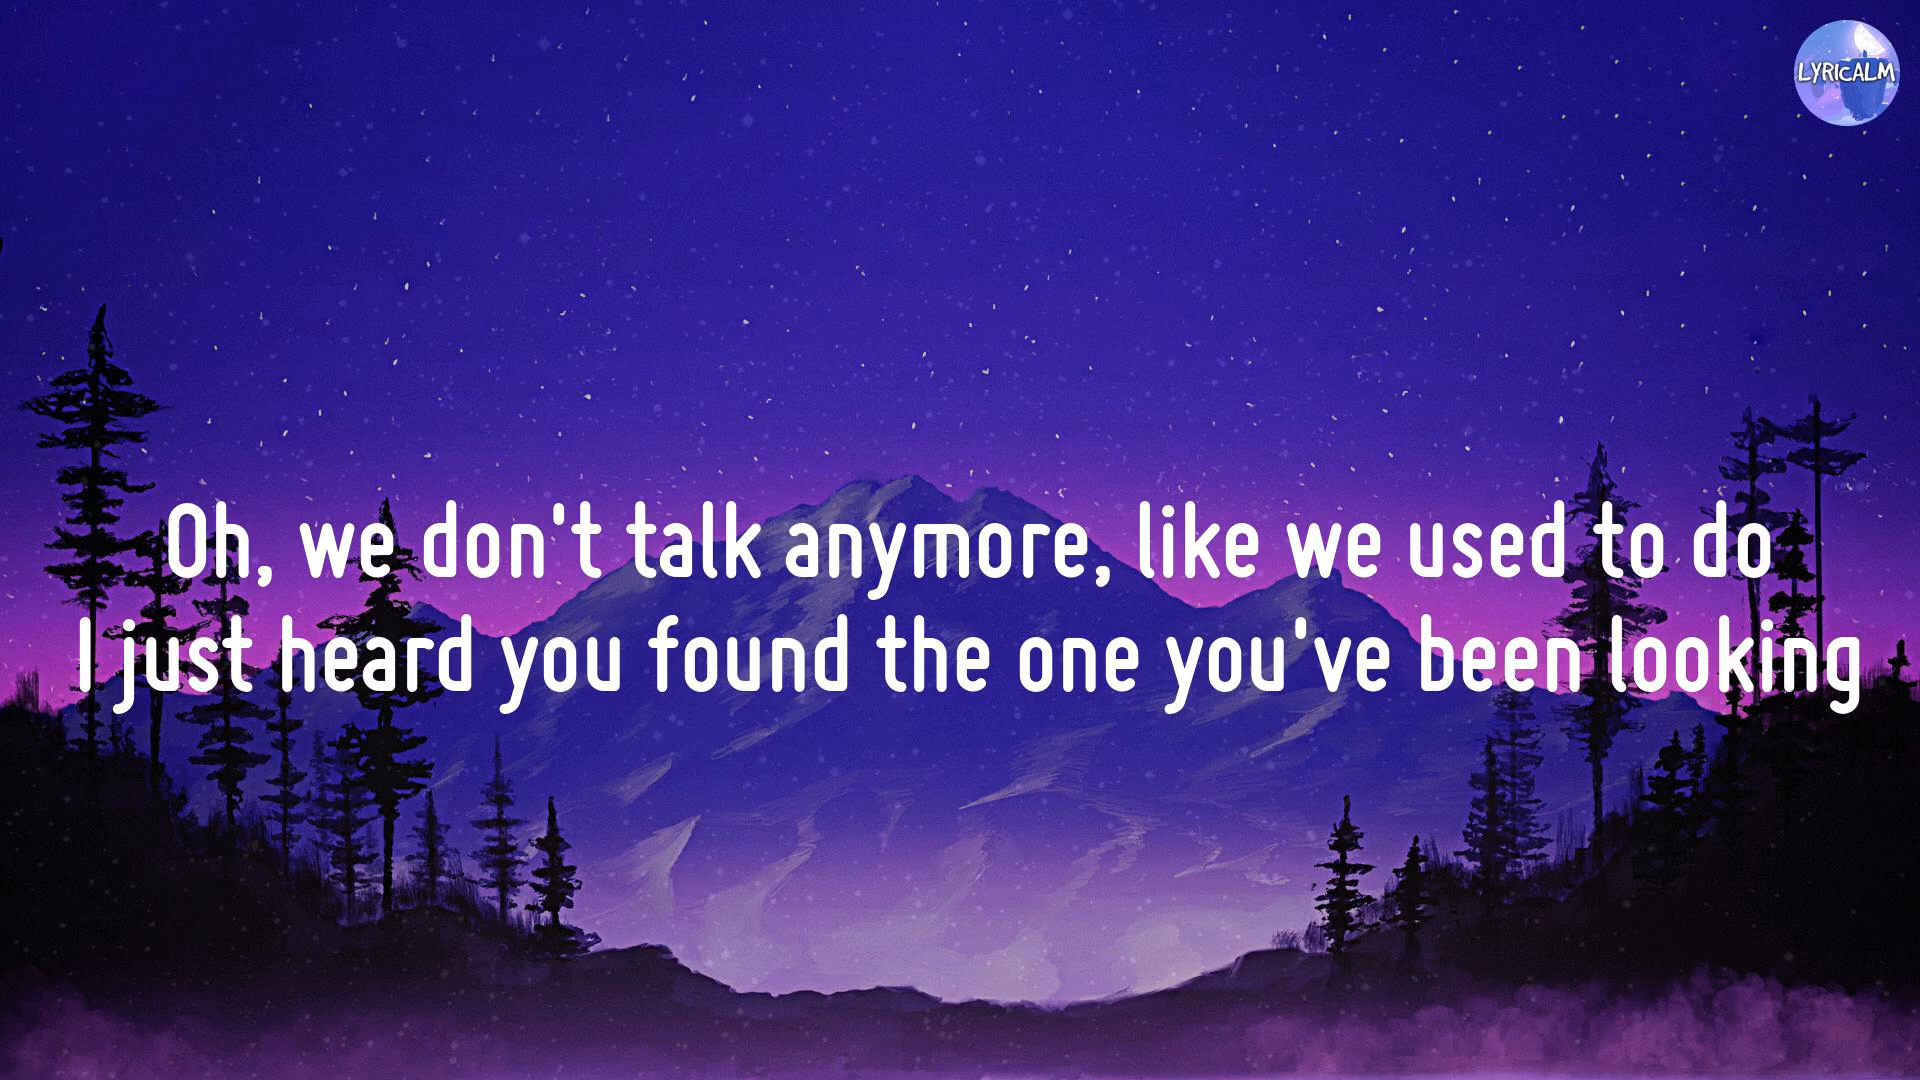 LYRICALM
Oh, we don't talk anymore, like we used to do
I just heard you found the one you've been looking